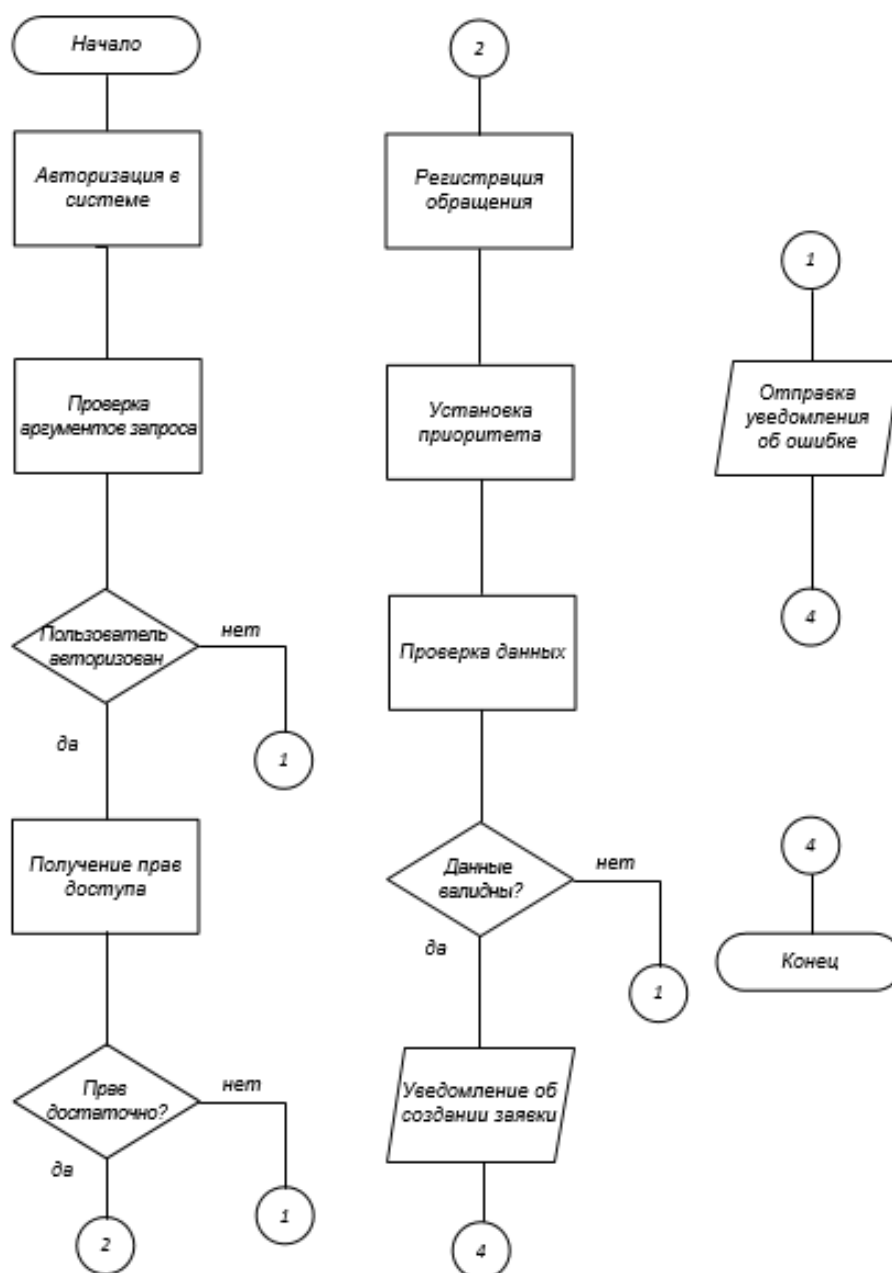 Начало
Авторизация в
системе
Проверка
аргументов запроса
Пользователь
авторизован
нет
1
да
Получение прав
доступа
Прав
достаточно?
нет
1
да
2
2
Регистрация
обращения
Установка
приоритета
Проверка данных
Данные
валидны?
нет
1
да
Уведомление об
создании заявки
4
1
Отправка
уведомления
об ошибке
4
4
Конец